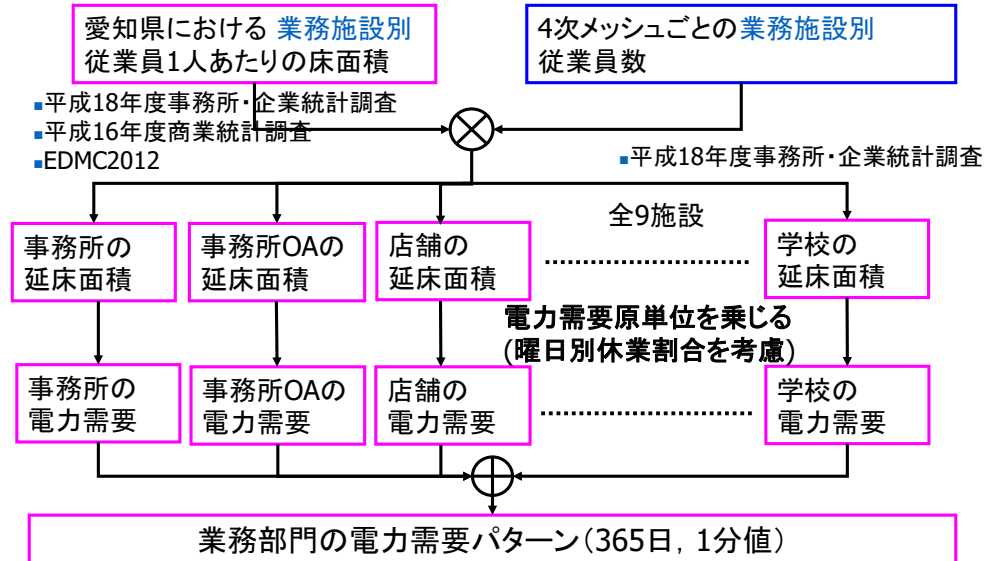 愛知県における 業務施設別
従業員1人あたりの床面積
4次メッシュごとの業務施設別
従業員数
■平成18年度事務所・企業統計調査
■平成16年度商業統計調査
■EDMC2012
■平成18年度事務所・企業統計調査
全9施設
事務所の
延床面積
事務所OAの
延床面積
店舗の
延床面積
学校の
延床面積
電力需要原単位を乗じる
(曜日別休業割合を考慮)
事務所の
電力需要
事務所OAの
電力需要
店舗の
電力需要
学校の
電力需要
業務部門の電力需要パターン(365日, 1分値)